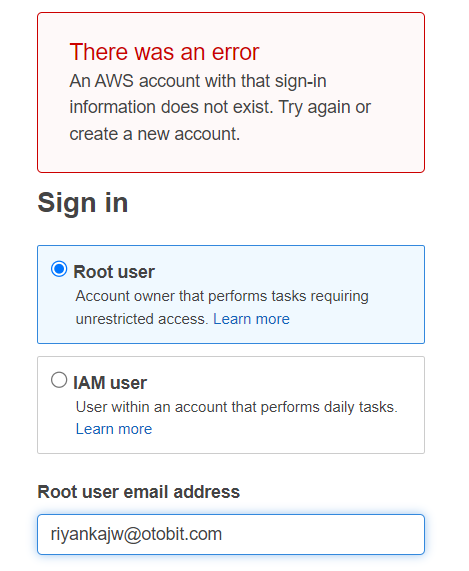 There was an error
An AWS account with that sign-in
information does not exist. Try again or
create a new account.
Sign in
Root user
Account owner that performs tasks requiring
unrestricted access. Learn more
IAM user
User within an account that performs daily tasks.
Learn more
Root user email address
riyankajw@otobit.com